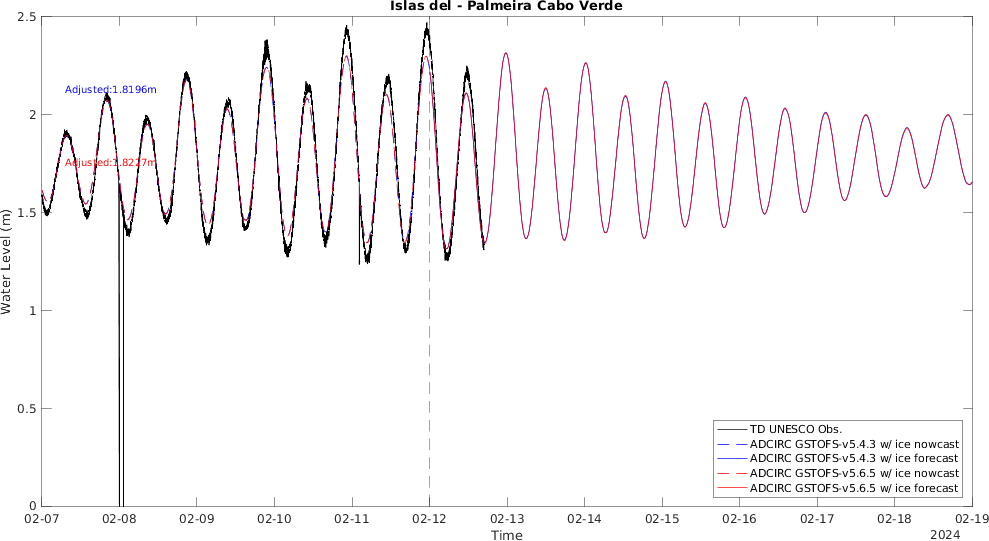 Islas del - Palmeira Cabo Verde
2.5
2
1.5
1
0.5
0
Water Level (m)
Adjusted:1.8196m
Adjusted:1.8227m
TD UNESCO Obs.
ADCIRC GSTOFS-v5.4.3 w/ ice nowcast
ADCIRC GSTOFS-v5.4.3 w/ ice forecast
ADCIRC GSTOFS-v5.6.5 w/ ice nowcast
ADCIRC GSTOFS-v5.6.5 w/ ice forecast
02-07 02-08 02-09 02-10 02-11 02-12 02-13 02-14 02-15 02-16 02-17 02-18 02-19
Time
2024